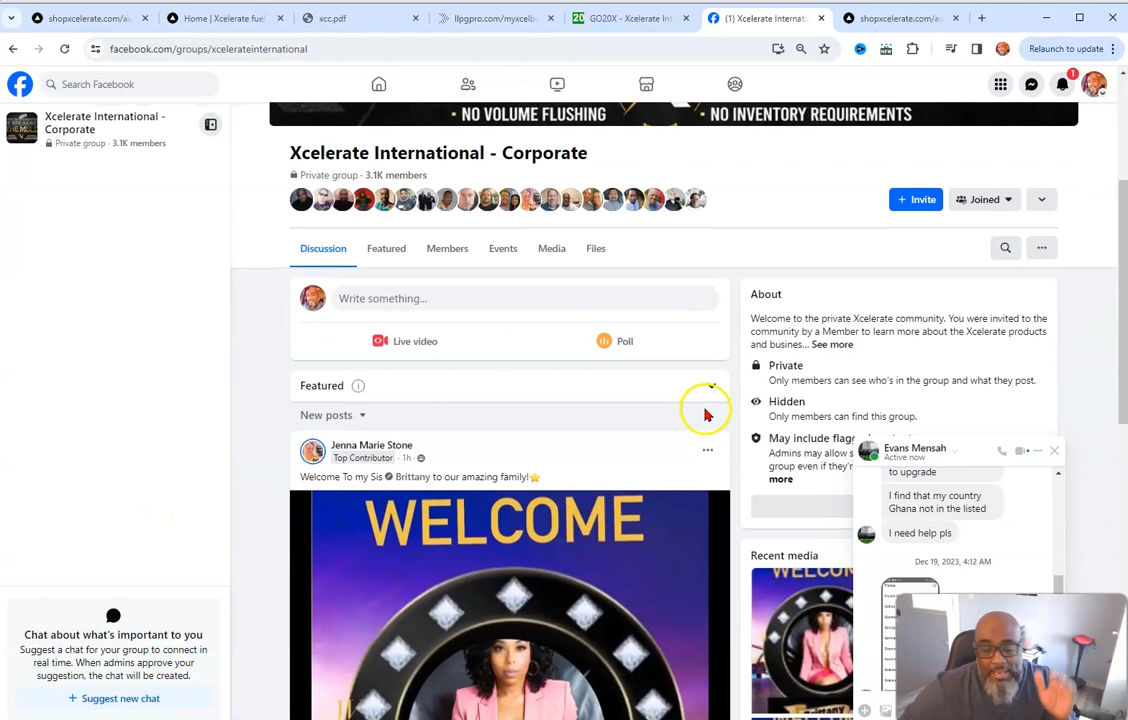 shopxcelerate.com/au
Home | Xcelerate fuel
xcc.pdf
llpgpro.com/myxcelb
20 GO20X - Xcelerate Int
(1) Xcelerate Internati
shopxcelerate.com/au
facebook.com/groups/xcelerateinternational
Relaunch to update
Search Facebook
1
• NO VOLUME FLUSHING • NO INVENTORY REQUIREMENTS
Xcelerate International -
Corporate
Private group · 3.1K members
Xcelerate International - Corporate
Private group · 3.1K members
+ Invite
Joined
Discussion
Featured
Members
Events
Media
Files
Write something...
Live video
Poll
Featured
New posts
Jenna Marie Stone
Top Contributor · 1h ·
Welcome To my Sis Brittany to our amazing family!⭐
WELCOME
About
Welcome to the private Xcelerate community. You were invited to the
community by a Member to learn more about the Xcelerate products
and busines... See more
Private
Only members can see who's in the group and what they post.
Hidden
Only members can find this group.
May include flag
Admins may allow s
group even if they'r
more
Recent media
WELCOME
Evans Mensah
Active now
to upgrade
I find that my country
Ghana not in the listed
I need help pls
Dec 19, 2023, 4:12 AM
Chat about what's important to you
Suggest a chat for your group to connect in
real time. When admins approve your
suggestion, the chat will be created.
+ Suggest new chat